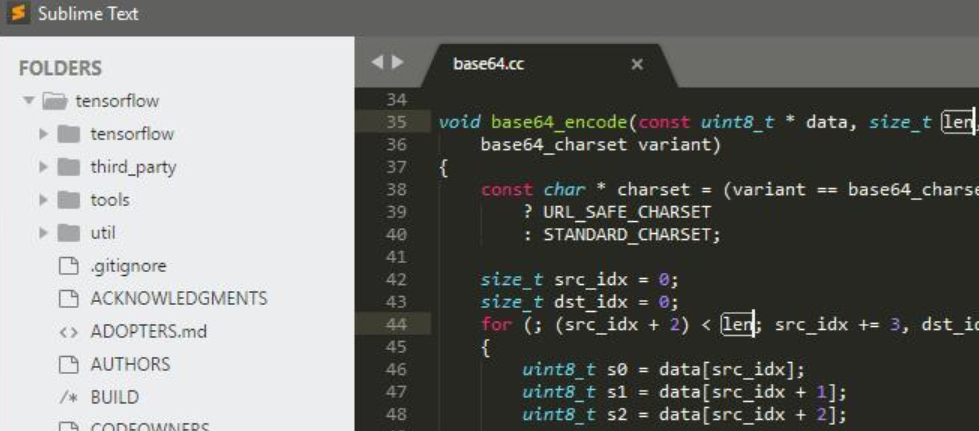 Sublime Text
FOLDERS
tensorflow
tensorflow
third_party
tools
util
.gitignore
ACKNOWLEDGMENTS
<> ADOPTERS.md
AUTHORS
/* BUILD
CODEOWNERS
base64.cc ×
34
35 void base64_encode(const uint8_t * data, size_t len,
36 base64_charset variant)
37 {
38 const char * charset = (variant == base64_charse
39 ? URL_SAFE_CHARSET
40 : STANDARD_CHARSET;
41
42 size_t src_idx = 0;
43 size_t dst_idx = 0;
44 for (; (src_idx + 2) < len; src_idx += 3, dst_id
45 {
46 uint8_t s0 = data[src_idx];
47 uint8_t s1 = data[src_idx + 1];
48 uint8_t s2 = data[src_idx + 2];